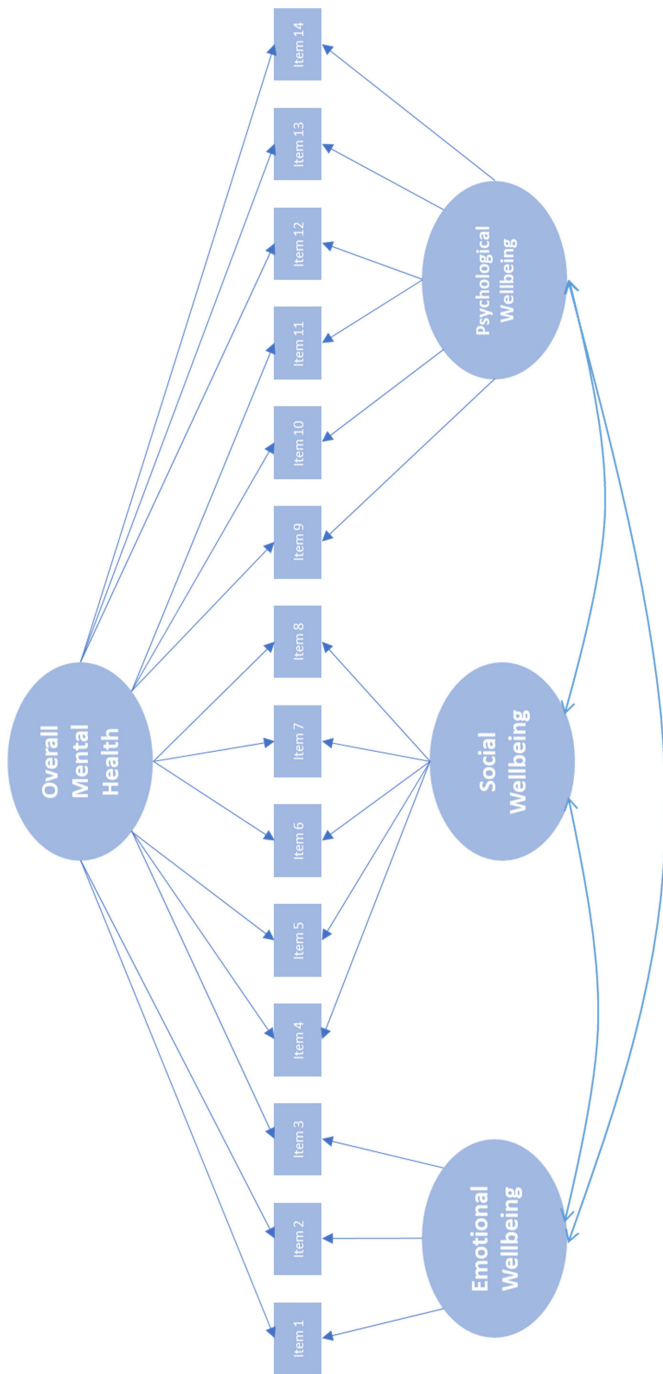 Overall
Mental
Health
Item 1
Item 2
Item 3
Item 4
Item 5
Item 6
Item 7
Item 8
Item 9
Item 10
Item 11
Item 12
Item 13
Item 14
Emotional
Wellbeing
Social
Wellbeing
Psychological
Wellbeing